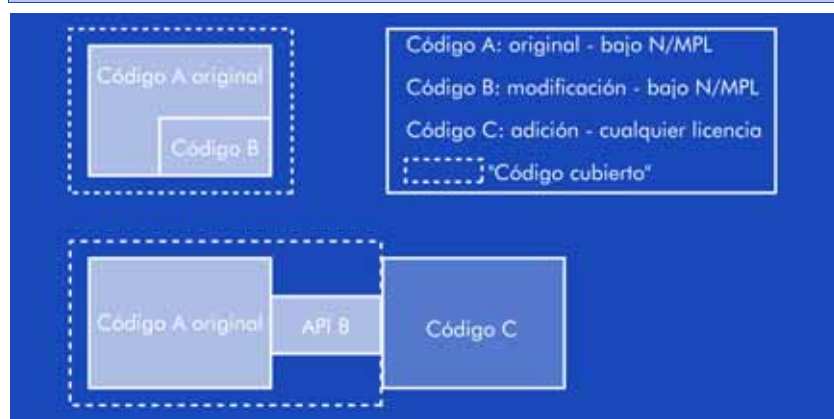 Código A original
Código B
Código A: original - bajo N/MPL
Código B: modificación - bajo N/MPL
Código C: adición - cualquier licencia
"Código cubierto"
Código A original
API B
Código C